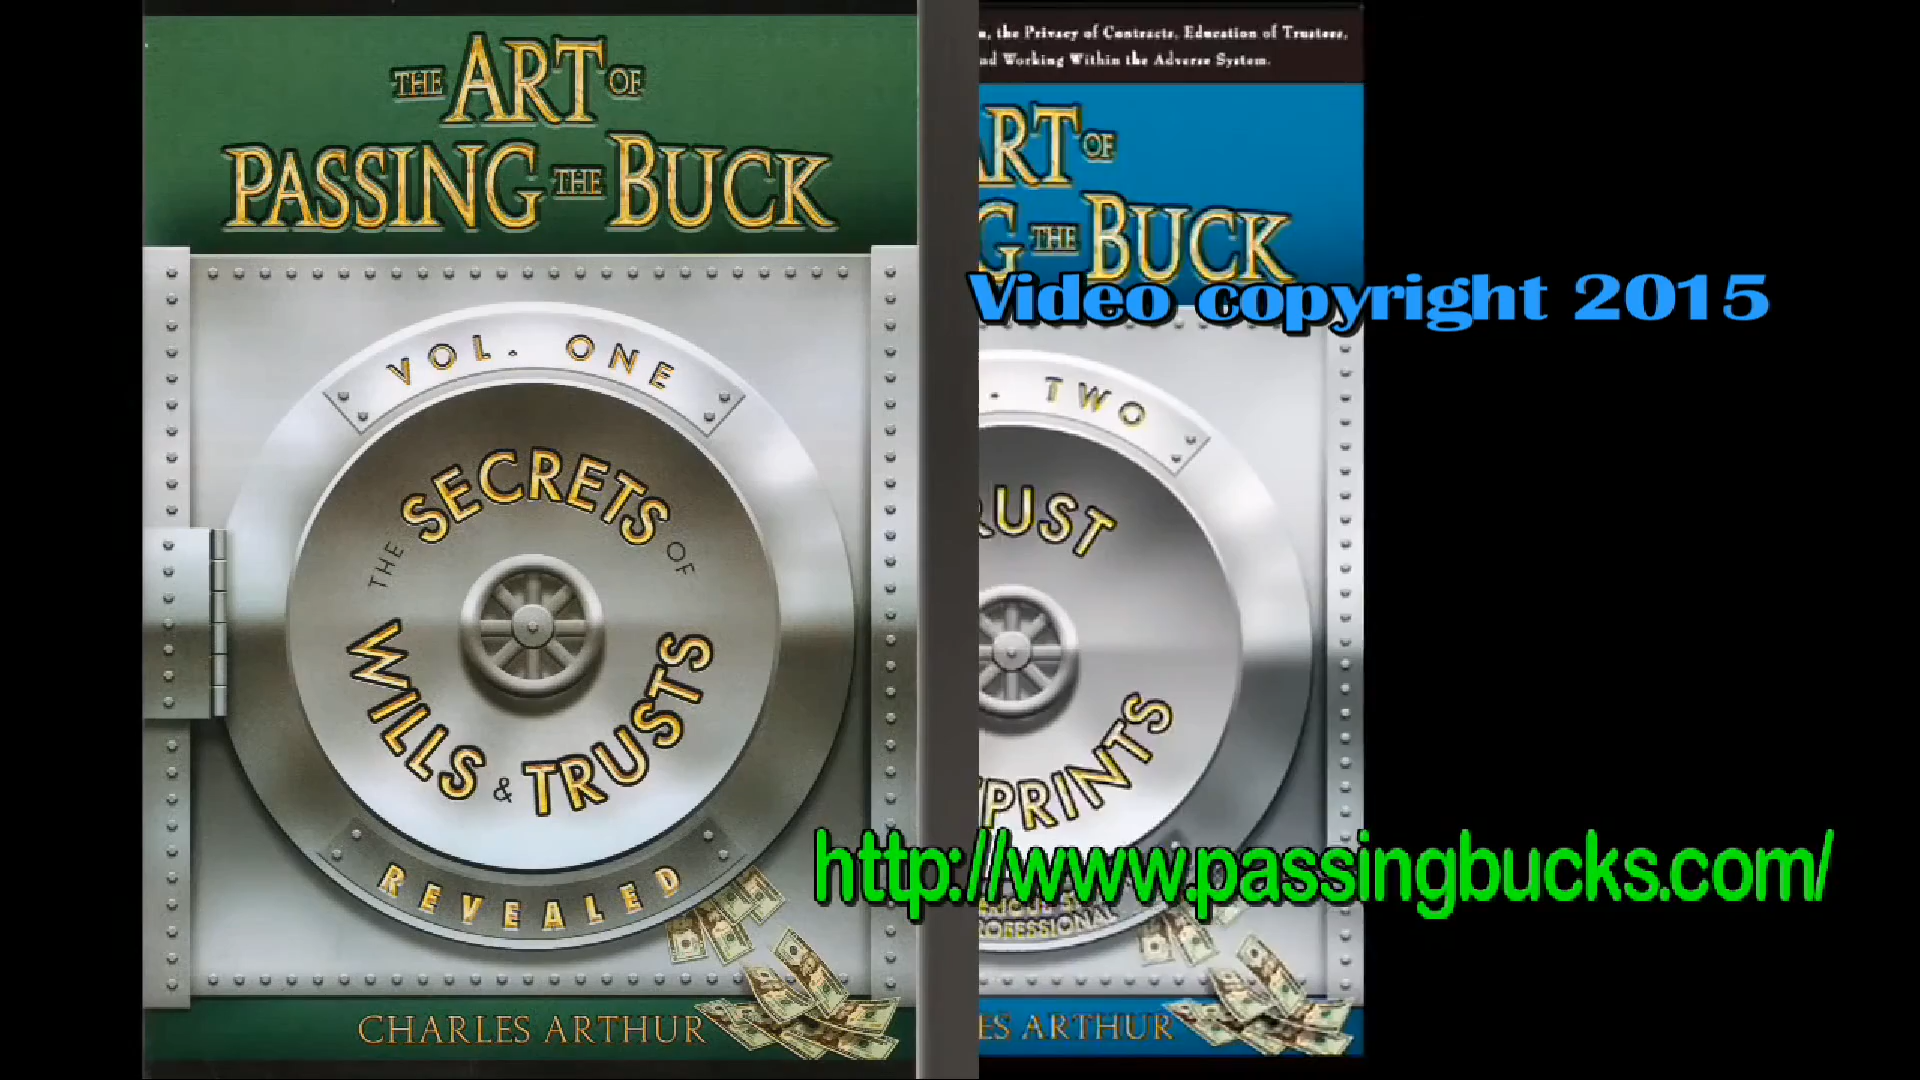 THE ART OF
PASSING THE BUCK
VOL. ONE
THE SECRETS OF
WILLS & TRUSTS
REVEALED
CHARLES ARTHUR
, the Privacy of Contracts, Education of Trustees,
Working Within the Adverse System.
ART OF
G THE BUCK
Video copyright 2015
. TWO
RUST
PRINTS
http://www.passingbucks.com/
PROFESSIONAL
ES ARTHUR